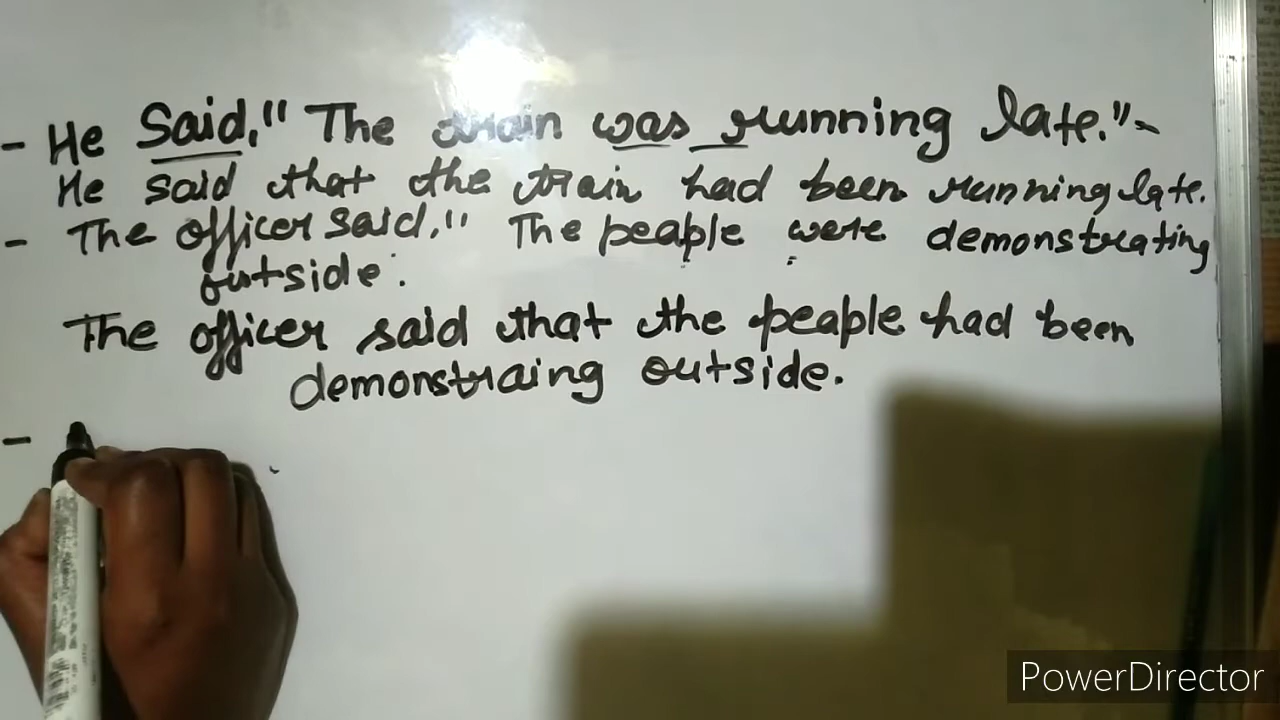 - He Said," The train was running late."
He said that the train had been running late.
- The officer said," The peaple were demonstrating
outside.
The officer said that the peaple had been
demonstraing outside.
-
PowerDirector